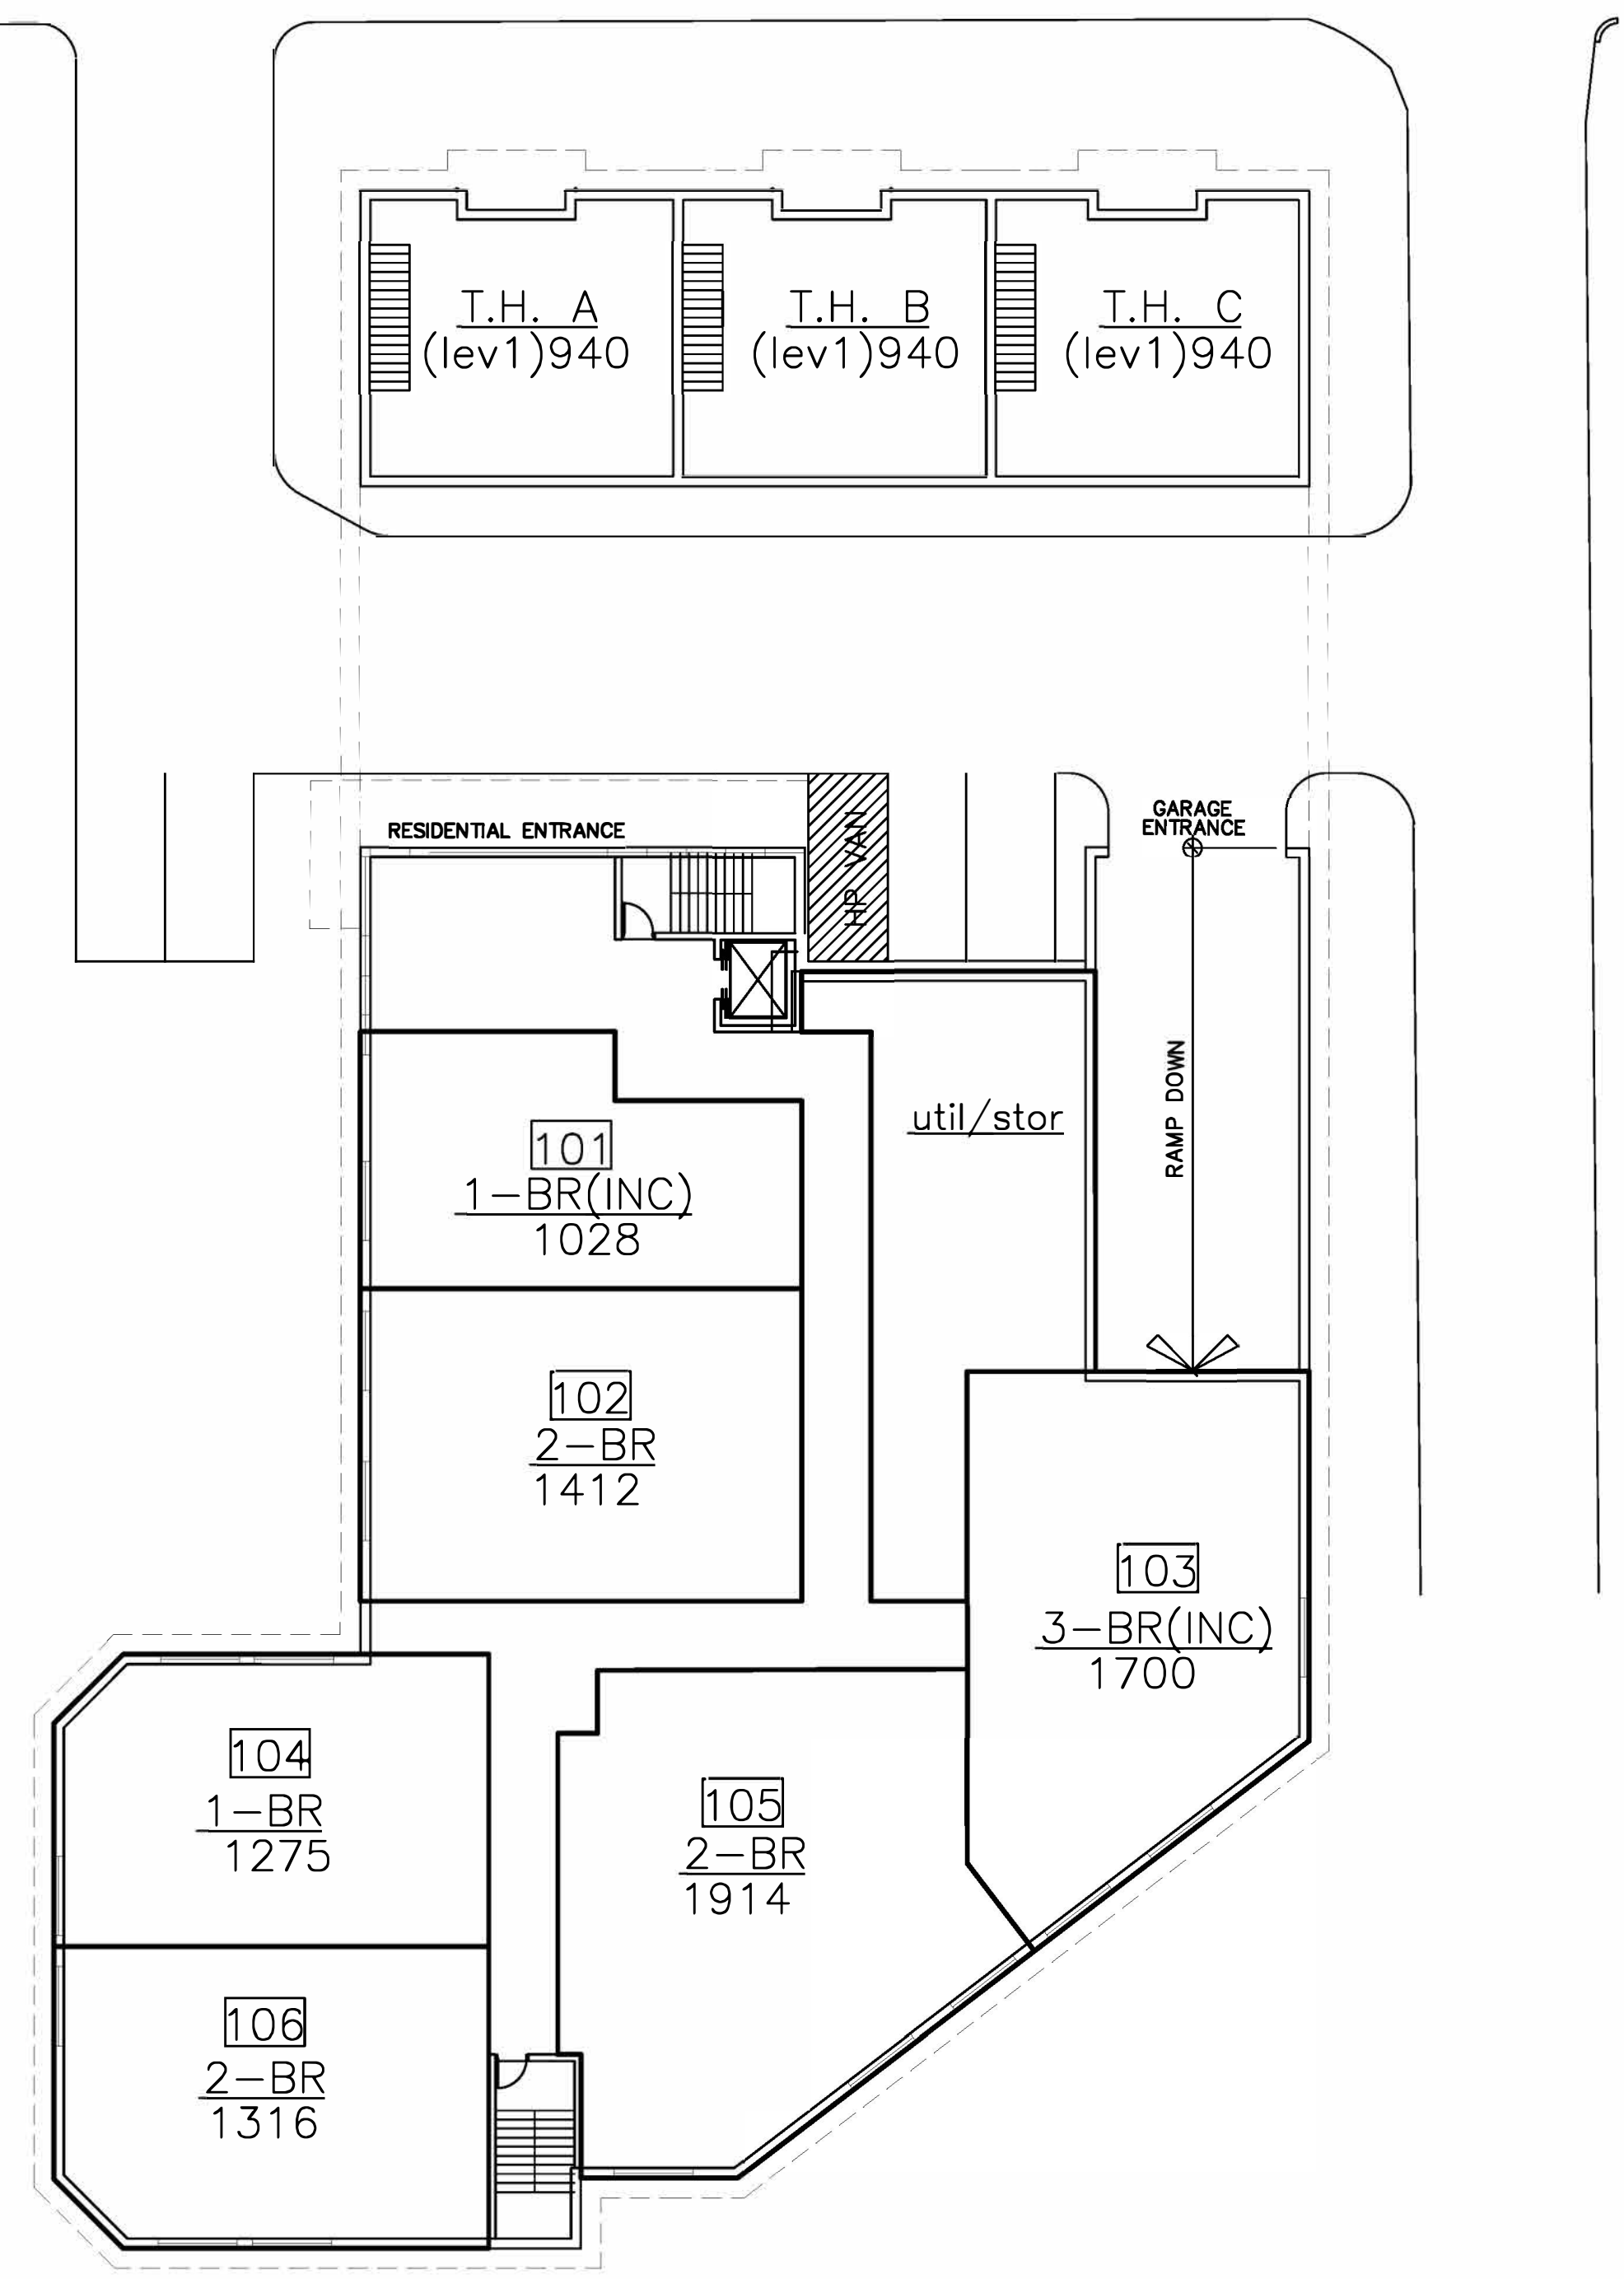 T.H. A
(lev1)940
T.H. B
(lev1)940
T.H. C
(lev1)940
RESIDENTIAL ENTRANCE
HP VAN
GARAGE
ENTRANCE
RAMP DOWN
util/stor
101
1-BR(INC)
1028
102
2-BR
1412
103
3-BR(INC)
1700
104
1-BR
1275
105
2-BR
1914
106
2-BR
1316